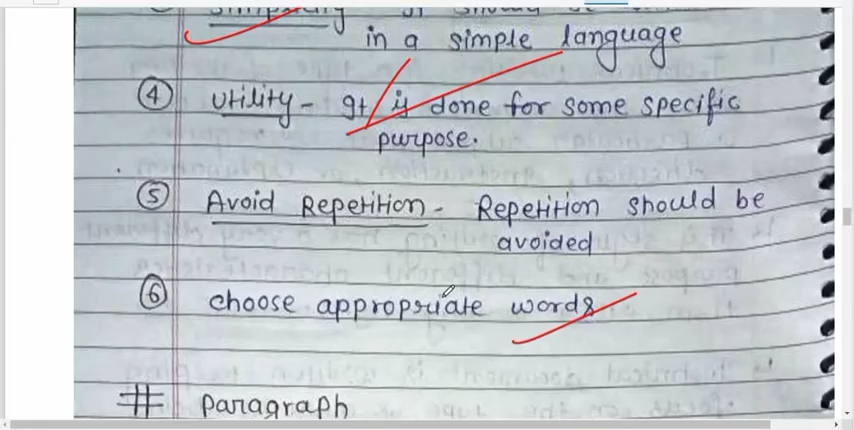 simplicity
in a simple language
④ Utility - It is done for some specific
purpose.
⑤ Avoid Repetition - Repetition should be
avoided
⑥ choose appropriate words
# paragraph